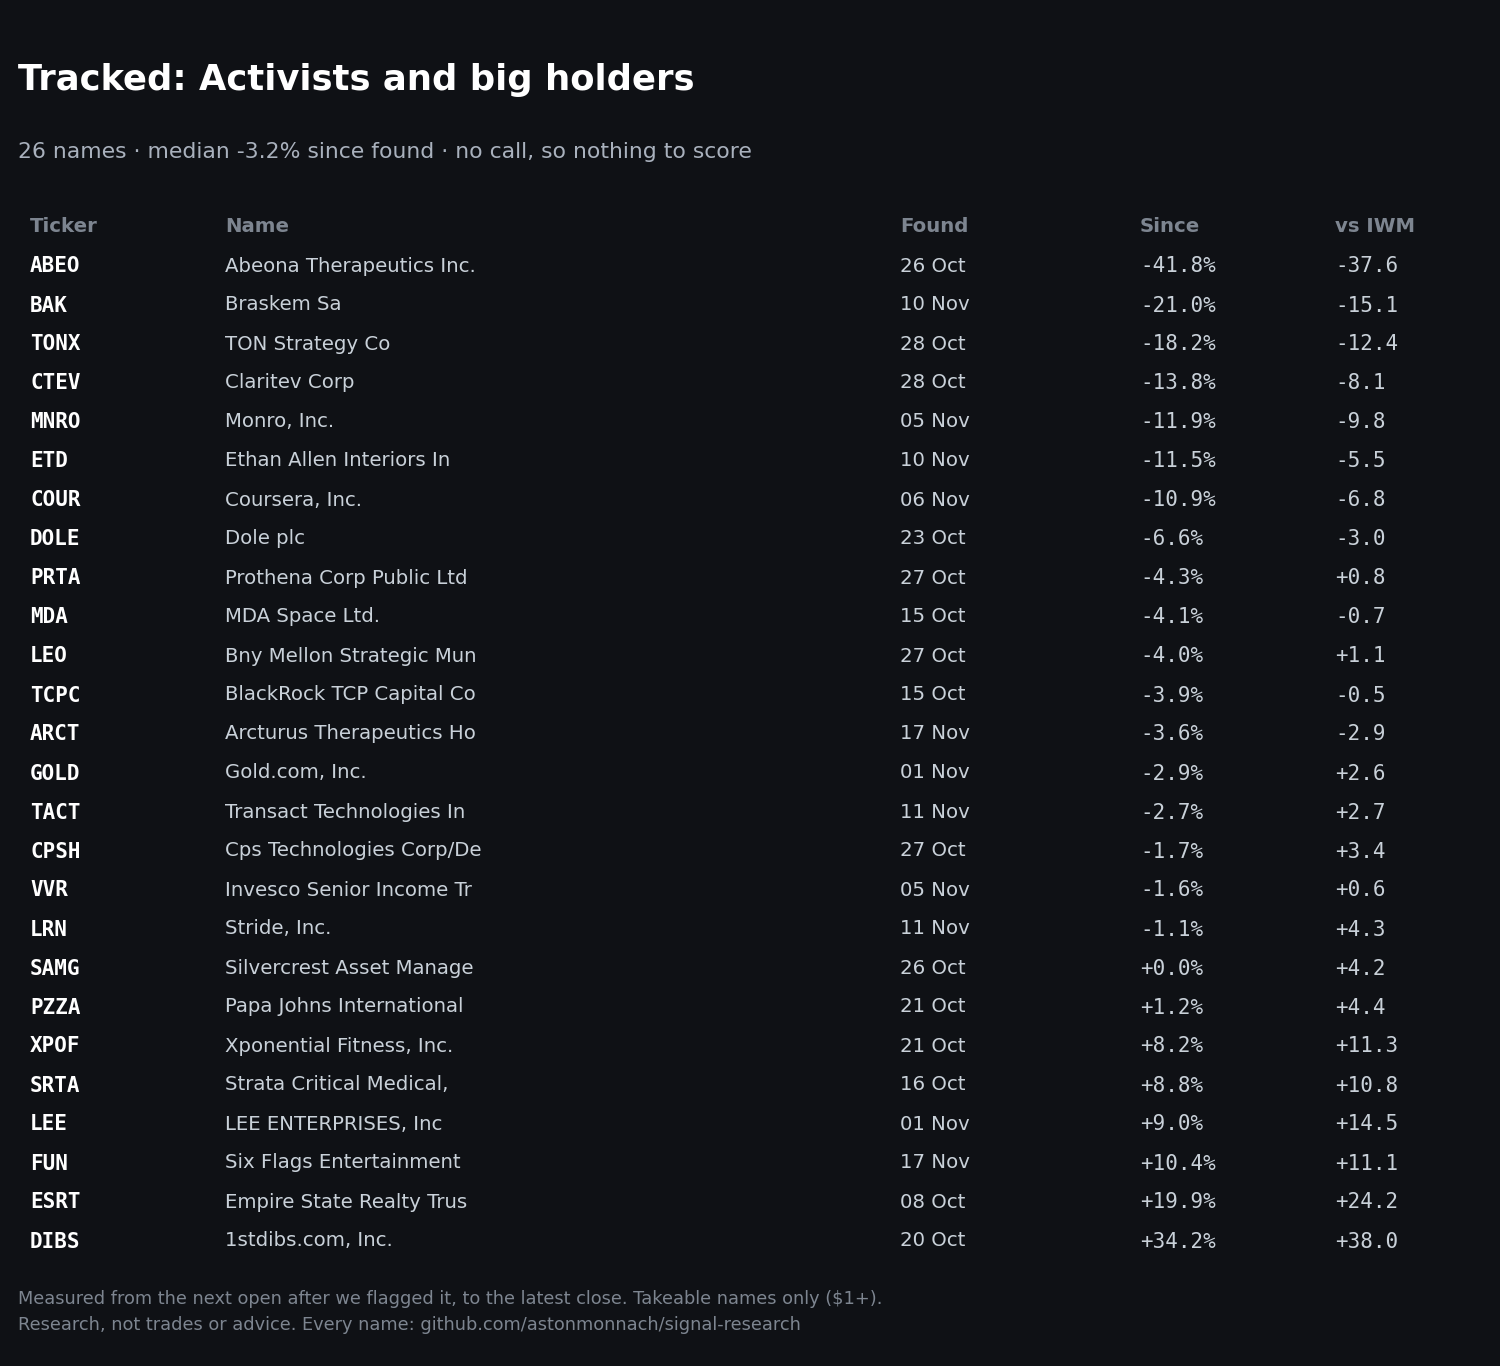 Tracked: Activists and big holders
26 names · median -3.2% since found · no call, so nothing to score
Ticker Name Found Since vs IWM
ABEO Abeona Therapeutics Inc. 26 Oct -41.8% -37.6
BAK Braskem Sa 10 Nov -21.0% -15.1
TONX TON Strategy Co 28 Oct -18.2% -12.4
CTEV Claritev Corp 28 Oct -13.8% -8.1
MNRO Monro, Inc. 05 Nov -11.9% -9.8
ETD Ethan Allen Interiors In 10 Nov -11.5% -5.5
COUR Coursera, Inc. 06 Nov -10.9% -6.8
DOLE Dole plc 23 Oct -6.6% -3.0
PRTA Prothena Corp Public Ltd 27 Oct -4.3% +0.8
MDA MDA Space Ltd. 15 Oct -4.1% -0.7
LEO Bny Mellon Strategic Mun 27 Oct -4.0% +1.1
TCPC BlackRock TCP Capital Co 15 Oct -3.9% -0.5
ARCT Arcturus Therapeutics Ho 17 Nov -3.6% -2.9
GOLD Gold.com, Inc. 01 Nov -2.9% +2.6
TACT Transact Technologies In 11 Nov -2.7% +2.7
CPSH Cps Technologies Corp/De 27 Oct -1.7% +3.4
VVR Invesco Senior Income Tr 05 Nov -1.6% +0.6
LRN Stride, Inc. 11 Nov -1.1% +4.3
SAMG Silvercrest Asset Manage 26 Oct +0.0% +4.2
PZZA Papa Johns International 21 Oct +1.2% +4.4
XPOF Xponential Fitness, Inc. 21 Oct +8.2% +11.3
SRTA Strata Critical Medical, 16 Oct +8.8% +10.8
LEE LEE ENTERPRISES, Inc 01 Nov +9.0% +14.5
FUN Six Flags Entertainment 17 Nov +10.4% +11.1
ESRT Empire State Realty Trus 08 Oct +19.9% +24.2
DIBS 1stdibs.com, Inc. 20 Oct +34.2% +38.0
Measured from the next open after we flagged it, to the latest close. Takeable names only ($1+).
Research, not trades or advice. Every name: github.com/astonmonnach/signal-research